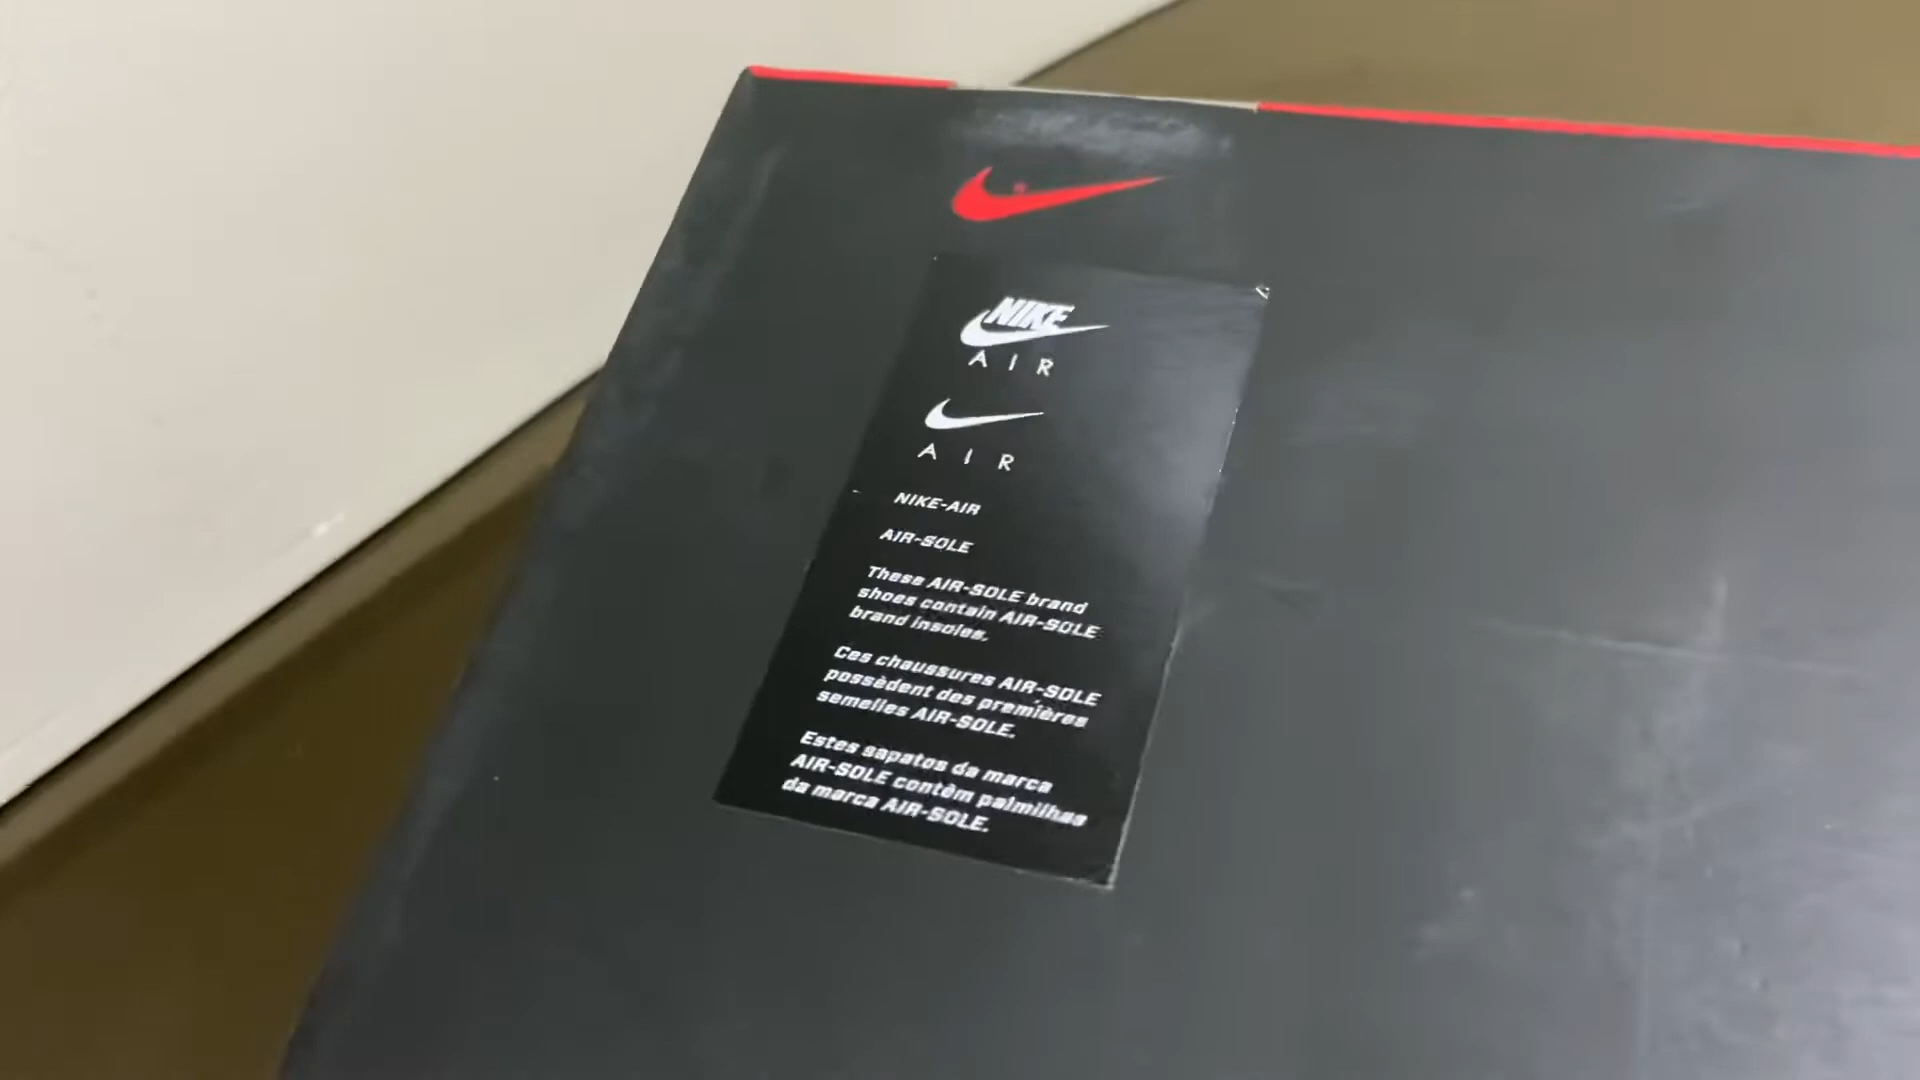 NIKE
AIR
AIR
NIKE-AIR
AIR-SOLE
These AIR-SOLE brand
shoes contain AIR-SOLE
brand insoles.
Ces chaussures AIR-SOLE
possèdent des premières
semelles AIR-SOLE.
Estes sapatos da marca
AIR-SOLE contêm palmilhas
da marca AIR-SOLE.